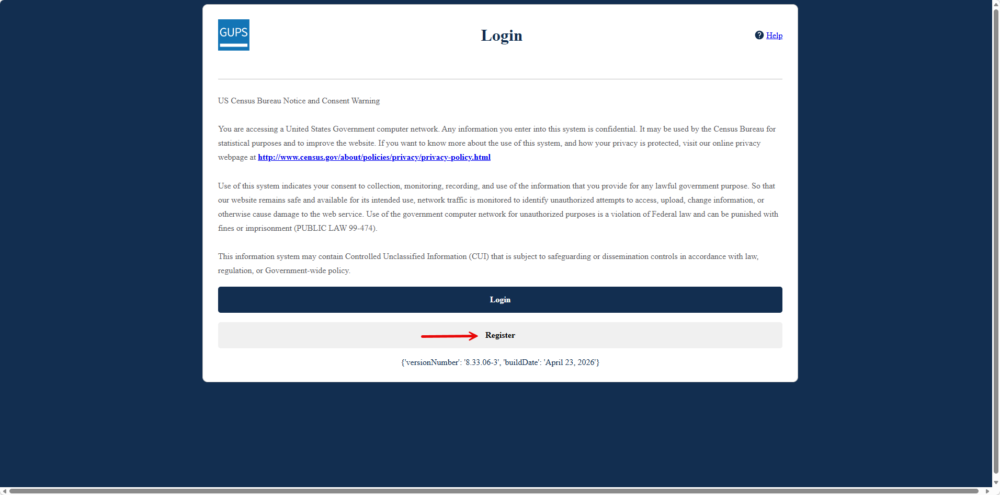 GUPS
Login
Help
US Census Bureau Notice and Consent Warning
You are accessing a United States Government computer network. Any information you enter into this system is confidential. It may be used by the Census Bureau for
statistical purposes and to improve the website. If you want to know more about the use of this system, and how your privacy is protected, visit our online privacy
webpage at http://www.census.gov/about/policies/privacy/privacy-policy.html
Use of this system indicates your consent to collection, monitoring, recording, and use of the information that you provide for any lawful government purpose. So that
our website remains safe and available for its intended use, network traffic is monitored to identify unauthorized attempts to access, upload, change information, or
otherwise cause damage to the web service. Use of the government computer network for unauthorized purposes is a violation of Federal law and can be punished with
fines or imprisonment (PUBLIC LAW 99-474).
This information system may contain Controlled Unclassified Information (CUI) that is subject to safeguarding or dissemination controls in accordance with law,
regulation, or Government-wide policy.
Login
Register
{'versionNumber': '8.33.06-3', 'buildDate': 'April 23, 2026'}